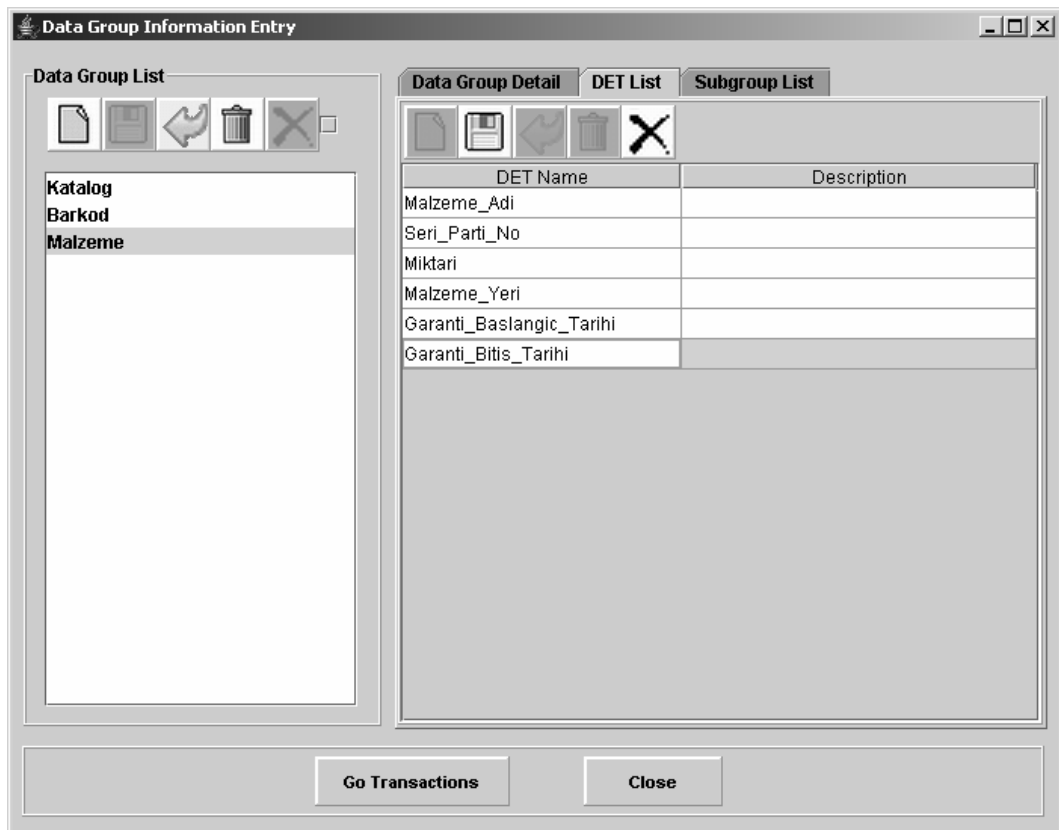 Data Group Information Entry
Data Group List
Katalog
Barkod
Malzeme
Data Group Detail DET List Subgroup List
DET Name Description
Malzeme_Adi
Seri_Parti_No
Miktari
Malzeme_Yeri
Garanti_Baslangic_Tarihi
Garanti_Bitis_Tarihi
Go Transactions Close